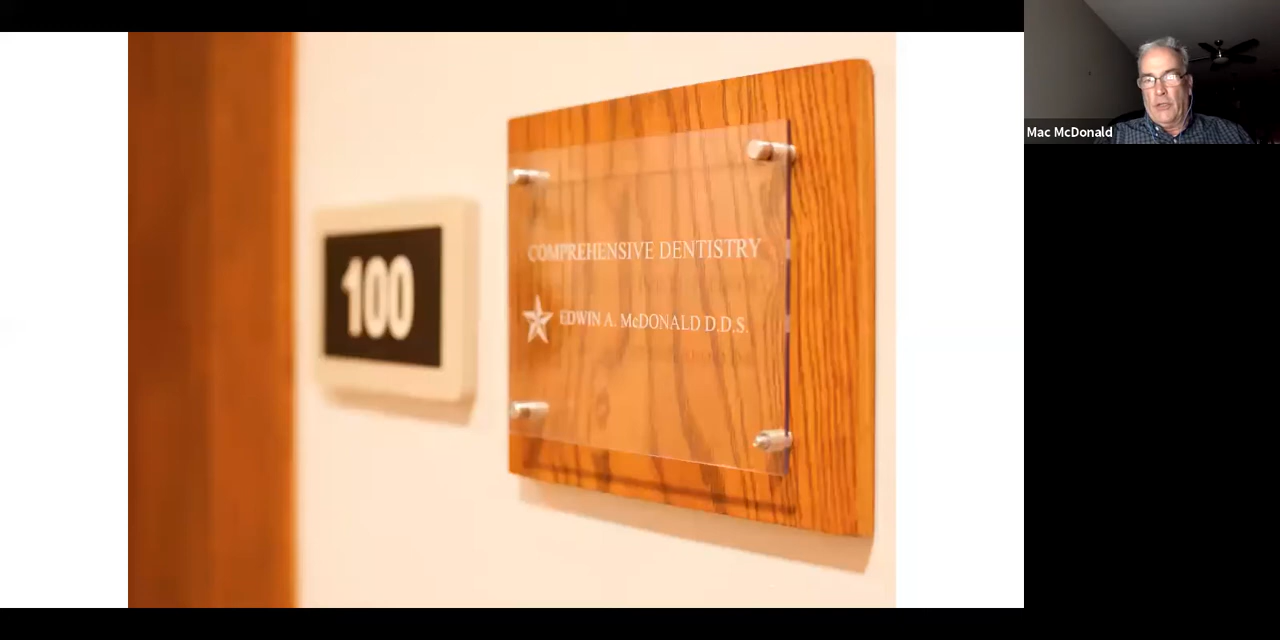 100
COMPREHENSIVE DENTISTRY
EDWIN A. McDONALD D.D.S.
Mac McDonald